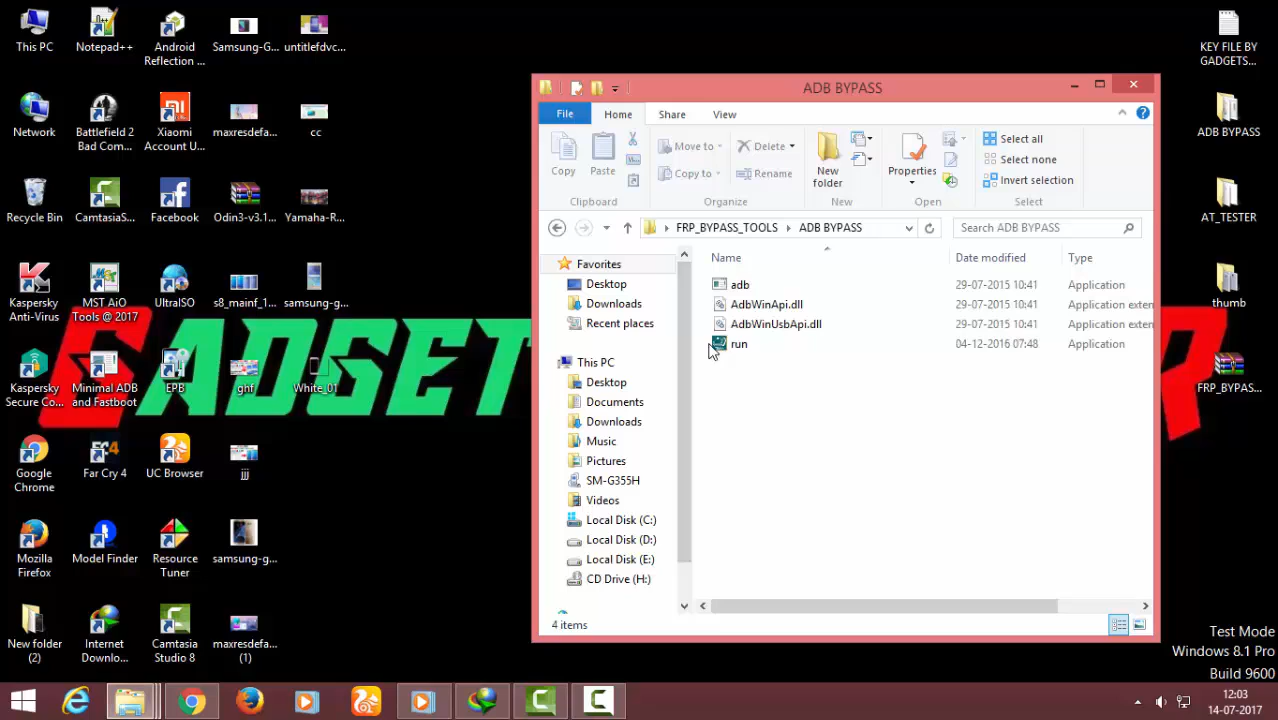 This PC
Notepad++
Android
Reflection ...
Samsung-G...
untitlefdvc...
Network
Battlefield 2
Bad Com...
Xiaomi
Account U...
maxresdefa...
cc
Recycle Bin
CamtasiaS...
Facebook
Odin3-v3.1...
Yamaha-R...
Kaspersky
Anti-Virus
MST AiO
Tools @ 2017
UltraISO
s8_mainf_1...
samsung-g...
Kaspersky
Secure Co...
Minimal ADB
and Fastboot
EPB
ghf
White_01
Google
Chrome
Far Cry 4
UC Browser
jjj
Mozilla
Firefox
Model Finder
Resource
Tuner
samsung-g...
New folder
(2)
Internet
Downlo...
Camtasia
Studio 8
maxresdefa...
(1)
GADSET
R
ADB BYPASS
File
Home
Share
View
Copy
Paste
Move to
Copy to
Delete
Rename
New
folder
Properties
Select all
Select none
Invert selection
Clipboard
Organize
New
Open
Select
FRP_BYPASS_TOOLS
ADB BYPASS
Search ADB BYPASS
Favorites
Desktop
Downloads
Recent places
This PC
Desktop
Documents
Downloads
Music
Pictures
SM-G355H
Videos
Local Disk (C:)
Local Disk (D:)
Local Disk (E:)
CD Drive (H:)
Name
Date modified
Type
adb
29-07-2015 10:41
Application
AdbWinApi.dll
29-07-2015 10:41
Application exten
AdbWinUsbApi.dll
29-07-2015 10:41
Application exten
run
04-12-2016 07:48
Application
4 items
KEY FILE BY
GADGETS...
ADB BYPASS
AT_TESTER
thumb
FRP_BYPAS...
Test Mode
Windows 8.1 Pro
Build 9600
12:03
14-07-2017